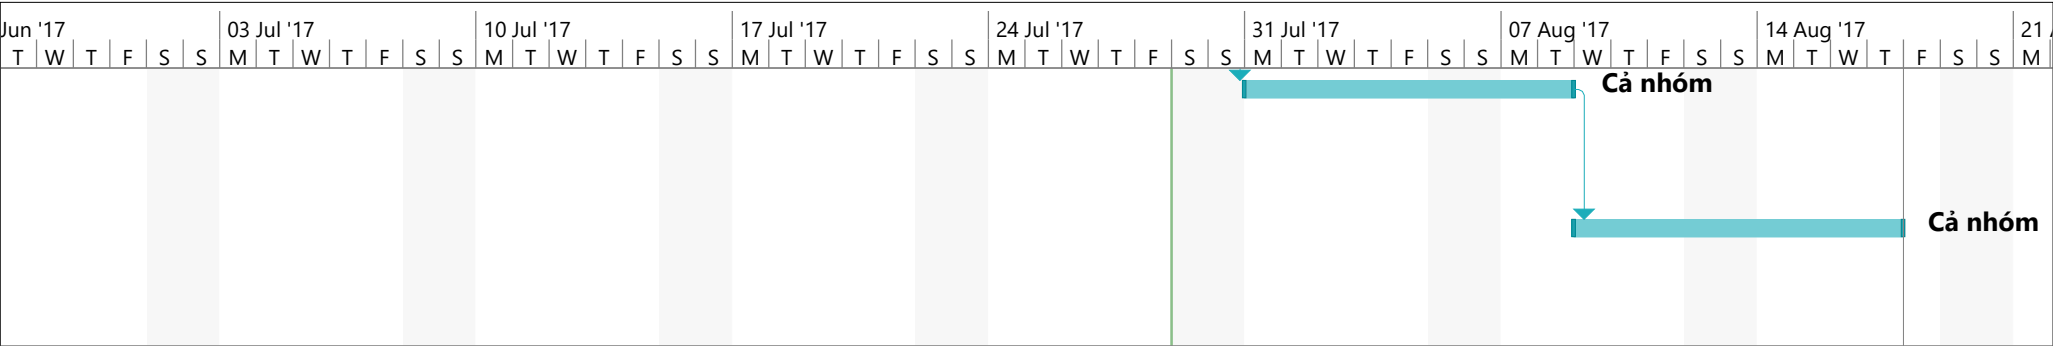 Jun '17 03 Jul '17 10 Jul '17 17 Jul '17 24 Jul '17 31 Jul '17 07 Aug '17 14 Aug '17 21
T W T F S S M T W T F S S M T W T F S S M T W T F S S M T W T F S S M T W T F S S M T W T F S S M T W T F S S M
Cả nhóm
Cả nhóm